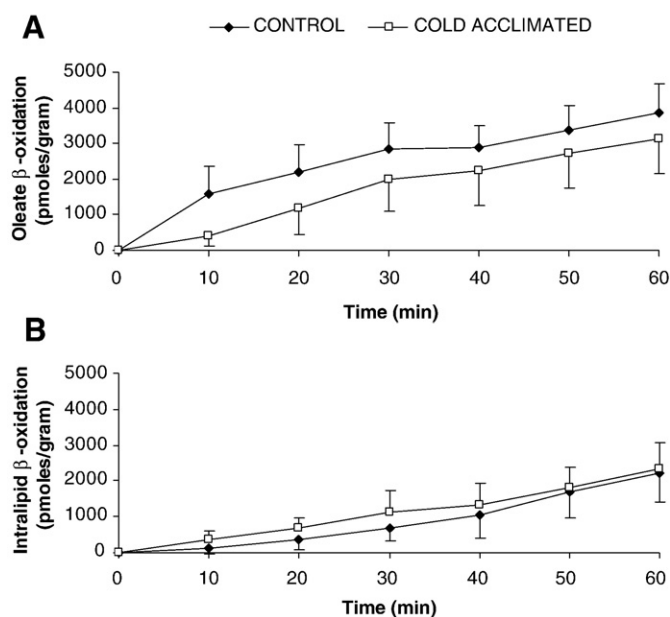 A
CONTROL COLD ACCLIMATED
Oleate β -oxidation
(pmoles/gram)
5000
4000
3000
2000
1000
0
0 10 20 30 40 50 60
Time (min)
B
Intralipid β -oxidation
(pmoles/gram)
5000
4000
3000
2000
1000
0
0 10 20 30 40 50 60
Time (min)